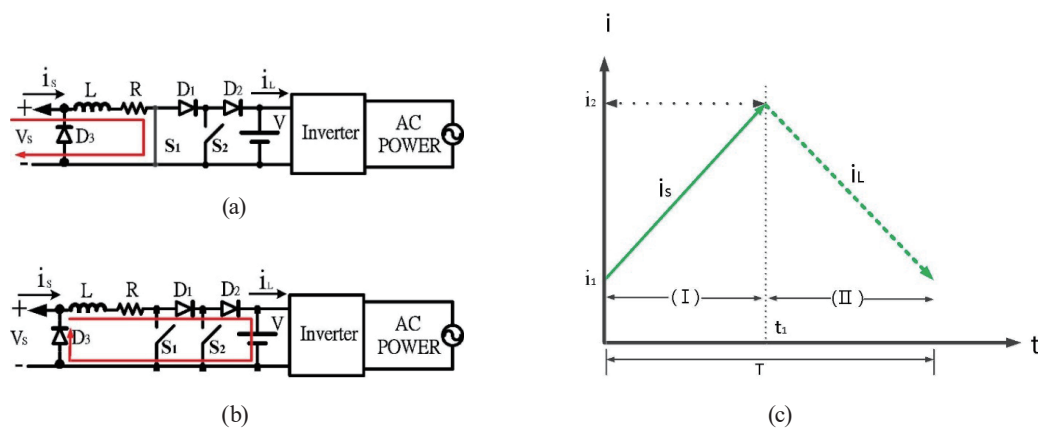 iS L R D1 D2 iL
+ VS - D3 S1 S2 V Inverter AC POWER
(a)
iS L R D1 D2 iL
+ VS - D3 S1 S2 V Inverter AC POWER
(b)
i
i2
iS iL
i1
(I) (II)
t1
t
T
(c)